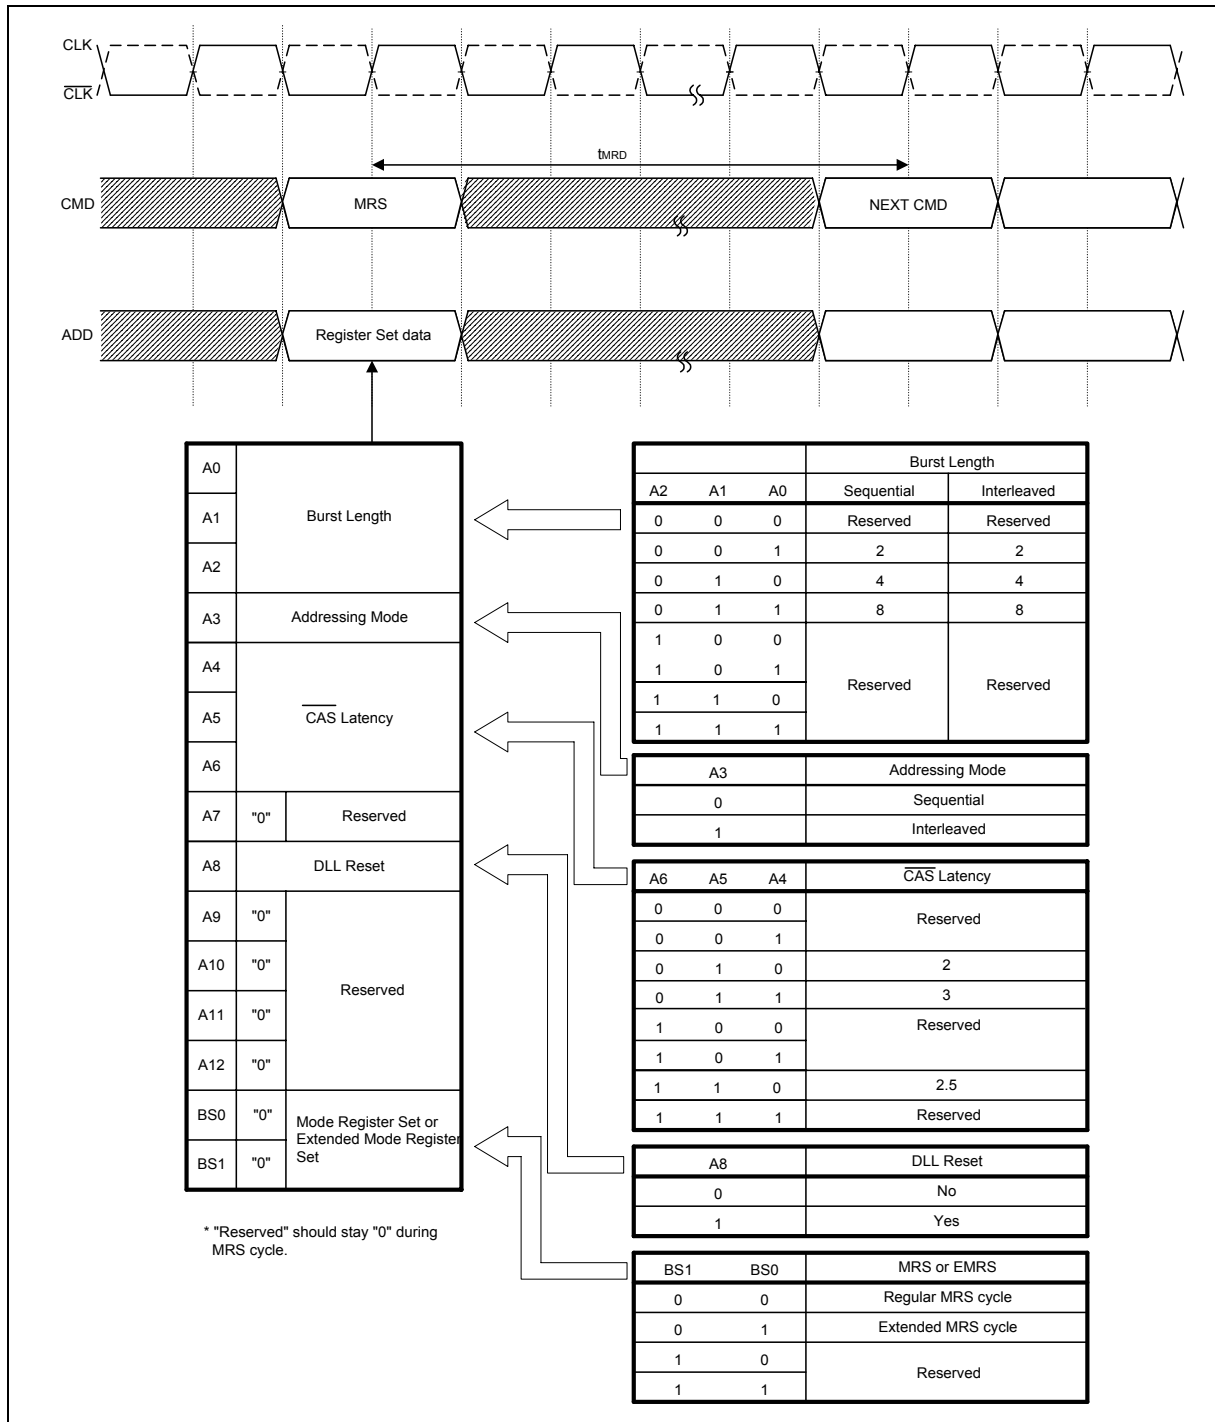 CLK
CLK
tMRD
CMD MRS NEXT CMD
ADD Register Set data
A0
A1 Burst Length
A2
A3 Addressing Mode
A4
A5 CAS Latency
A6
A7 "0" Reserved
A8 DLL Reset
A9 "0"
A10 "0"
Reserved
A11 "0"
A12 "0"
BS0 "0"
BS1 "0"
Mode Register Set or
Extended Mode Register
Set
* "Reserved" should stay "0" during
MRS cycle.
Burst Length
A2 A1 A0 Sequential Interleaved
0 0 0 Reserved Reserved
0 0 1 2 2
0 1 0 4 4
0 1 1 8 8
1 0 0
1 0 1
Reserved Reserved
1 1 0
1 1 1
A3 Addressing Mode
0 Sequential
1 Interleaved
A6 A5 A4 CAS Latency
0 0 0
Reserved
0 0 1
0 1 0 2
0 1 1 3
1 0 0 Reserved
1 0 1
1 1 0 2.5
1 1 1 Reserved
A8 DLL Reset
0 No
1 Yes
BS1 BS0 MRS or EMRS
0 0 Regular MRS cycle
0 1 Extended MRS cycle
1 0
Reserved
1 1